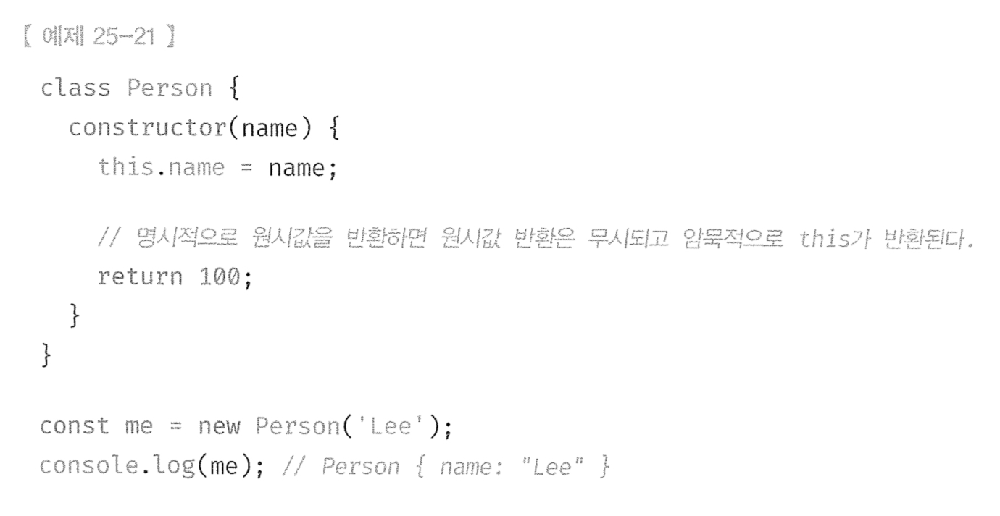 【 예제 25-21 】
class Person {
  constructor(name) {
    this.name = name;

    // 명시적으로 원시값을 반환하면 원시값 반환은 무시되고 암묵적으로 this가 반환된다.
    return 100;
  }
}

const me = new Person('Lee');
console.log(me); // Person { name: "Lee" }